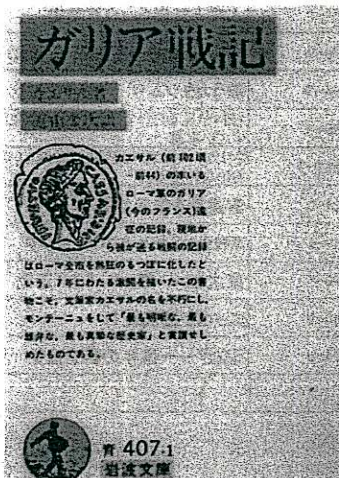 ガリア戦記
カエサル著
カエサル（前102頃
前44）の率いる
ローマ軍のガリア
（今のフランス)遠
征の記録。現地か
ら彼が送る戦闘の記録
はローマ全市を熱狂のるつぼに化したと
いう。7年にわたる激闘を描いたこの書
物こそ、文筆家カエサルの名を不朽にし、
モンテーニュをして「最も明晰な、最も
雄弁な、最も真摯な歴史家」と賞讃せし
めたものである。
青 407-1
岩波文庫